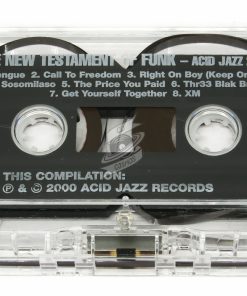 NEW TESTAMENT OF FUNK – ACID JAZZ
2. Call To Freedom 3. Right On Boy (Keep On
Sosomilaso 5. The Price You Paid 6. Thr33 Blak B
7. Get Yourself Together 8. XM
THIS COMPILATION:
℗ & © 2000 ACID JAZZ RECORDS